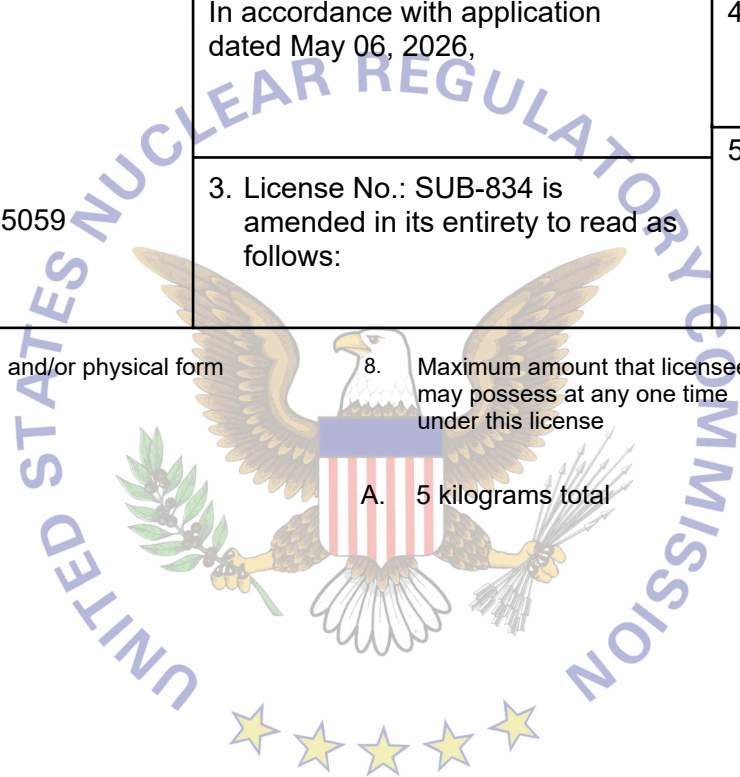 In accordance with application
dated May 06, 2026,
4
5
3. License No.: SUB-834 is
amended in its entirety to read as
follows:
5059
and/or physical form
8. Maximum amount that licensee
may possess at any one time
under this license
A. 5 kilograms total
UNITED STATES NUCLEAR REGULATORY COMMISSION